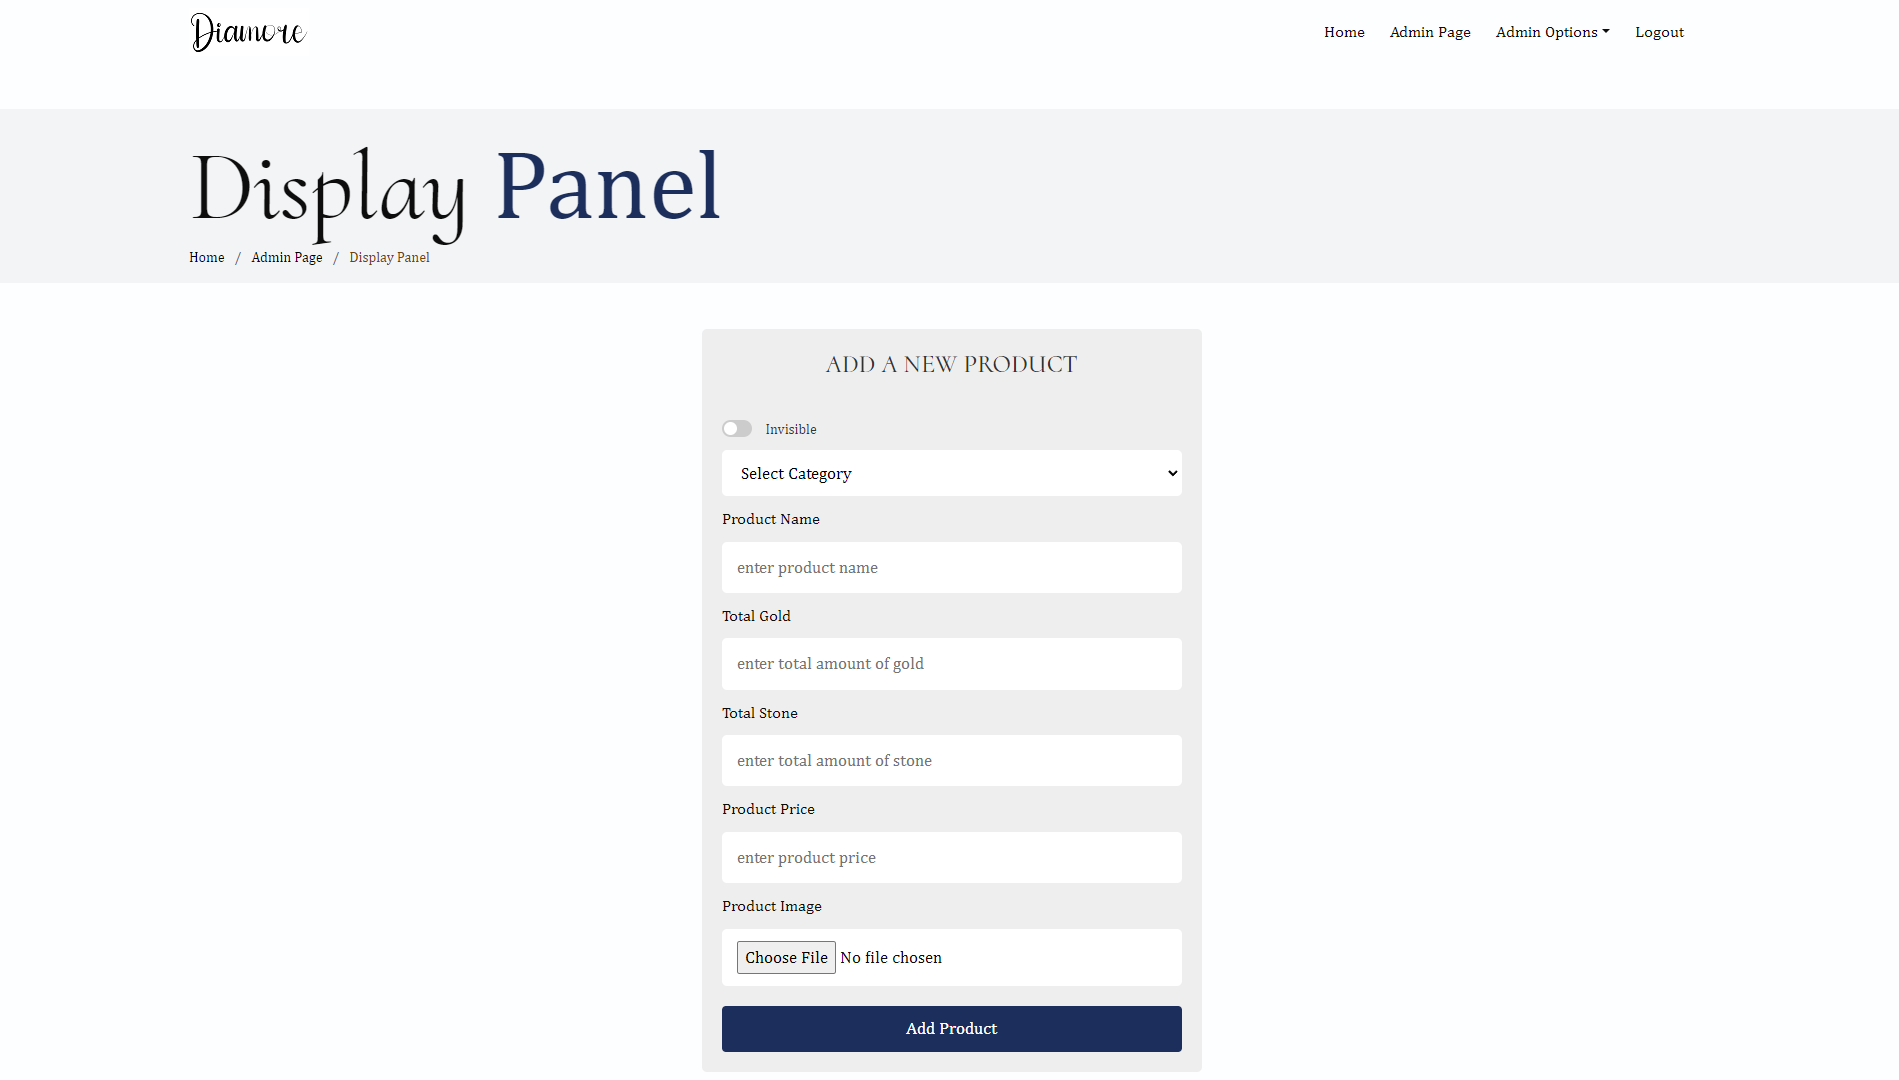 Diamore
Home Admin Page Admin Options Logout
Display Panel
Home / Admin Page / Display Panel
ADD A NEW PRODUCT
Invisible
Select Category
Product Name
enter product name
Total Gold
enter total amount of gold
Total Stone
enter total amount of stone
Product Price
enter product price
Product Image
Choose File No file chosen
Add Product